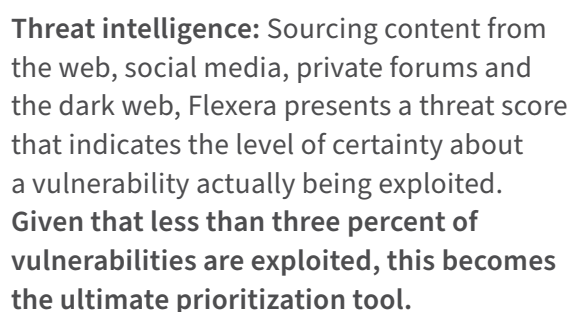 Threat intelligence: Sourcing content from
the web, social media, private forums and
the dark web, Flexera presents a threat score
that indicates the level of certainty about
a vulnerability actually being exploited.
Given that less than three percent of
vulnerabilities are exploited, this becomes
the ultimate prioritization tool.